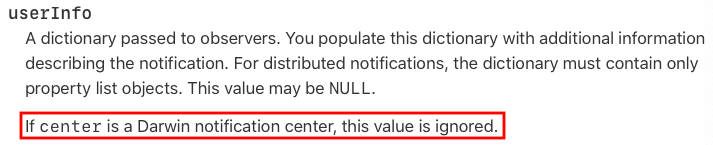 userInfo
A dictionary passed to observers. You populate this dictionary with additional information
describing the notification. For distributed notifications, the dictionary must contain only
property list objects. This value may be NULL.
If center is a Darwin notification center, this value is ignored.